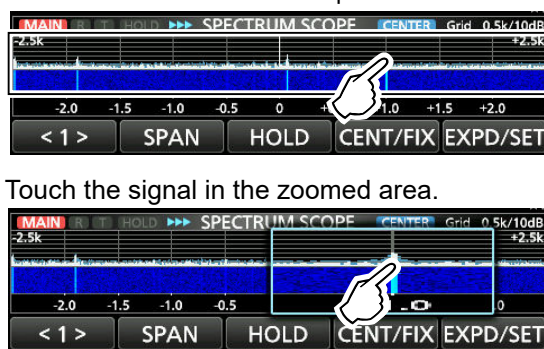 MAIN R T HOLD SPECTRUM SCOPE CENTER Grid 0.5k/10dB
-2.5k +2.5k
-2.0 -1.5 -1.0 -0.5 0 1.0 +1.5 +2.0
<1> SPAN HOLD CENT/FIX EXPD/SET
Touch the signal in the zoomed area.
MAIN R T HOLD SPECTRUM SCOPE CENTER Grid 0.5k/10dB
-2.5k +2.5k
-2.0 -1.5 -1.0 -0.5
<1> SPAN HOLD CENT/FIX EXPD/SET